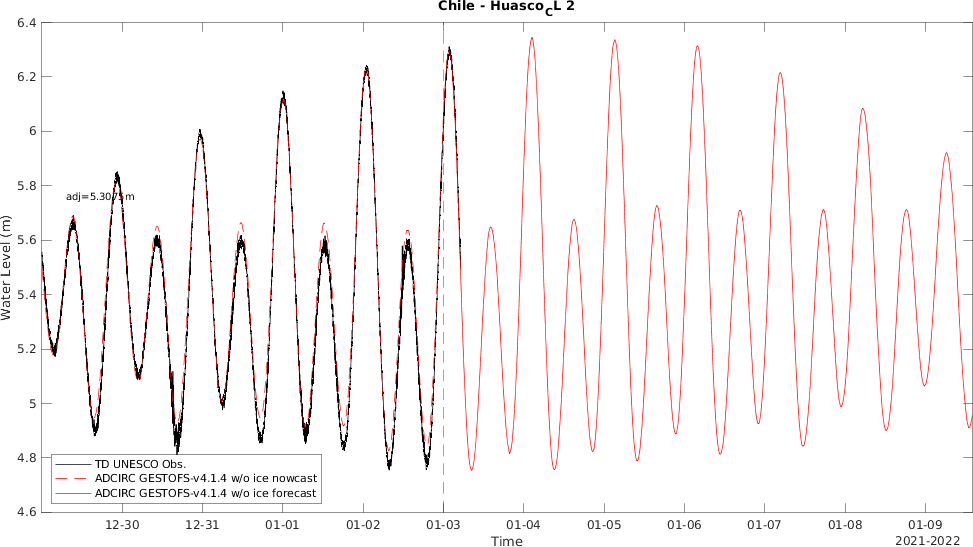 Chile - Huasco_CL 2
6.4
6.2
6
5.8
5.6
5.4
5.2
5
4.8
4.6
Water Level (m)
adj=5.3075m
TD UNESCO Obs.
ADCIRC GESTOFS-v4.1.4 w/o ice nowcast
ADCIRC GESTOFS-v4.1.4 w/o ice forecast
12-30 12-31 01-01 01-02 01-03 01-04 01-05 01-06 01-07 01-08 01-09
Time
2021-2022